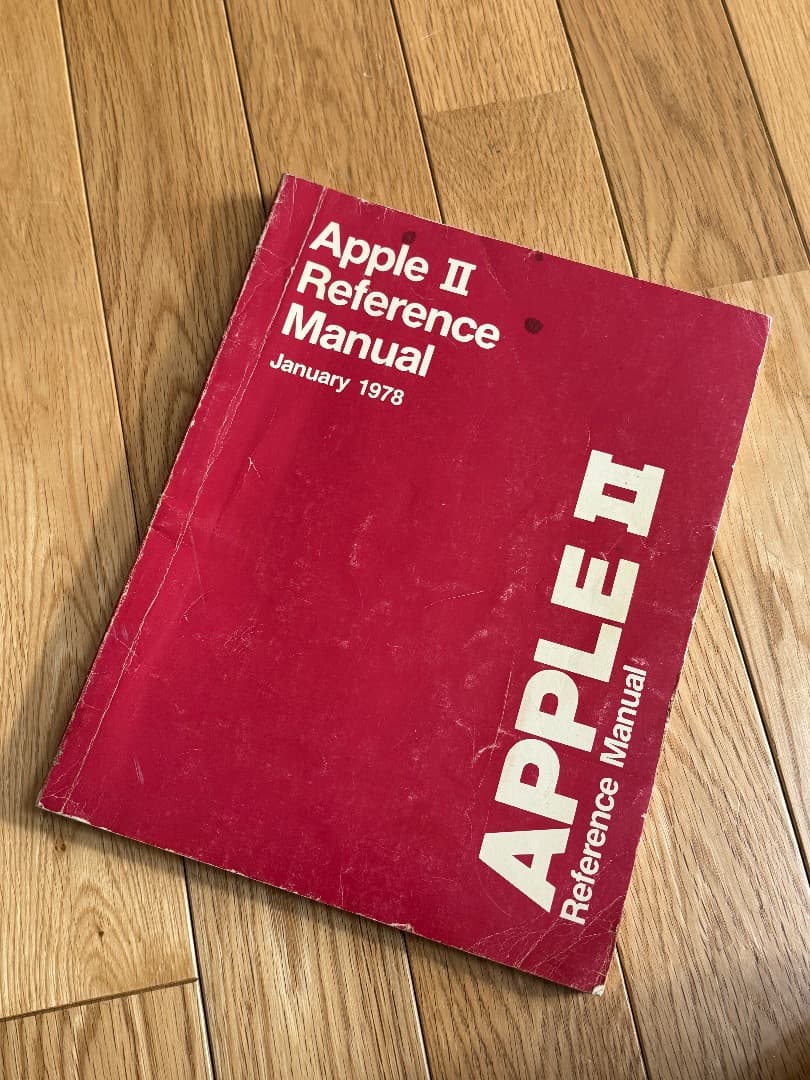 Apple II
Reference
Manual
January 1978
APPLE II
Reference Manual